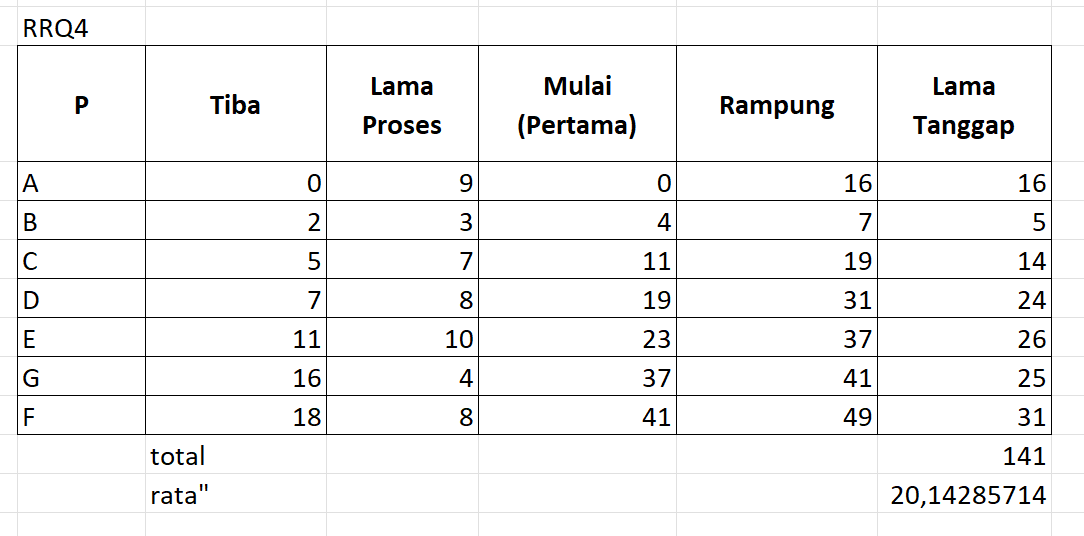 RRQ4
P Tiba Lama Proses Mulai (Pertama) Rampung Lama Tanggap
A 0 9 0 16 16
B 2 3 4 7 5
C 5 7 11 19 14
D 7 8 19 31 24
E 11 10 23 37 26
G 16 4 37 41 25
F 18 8 41 49 31
total 141
rata" 20,14285714